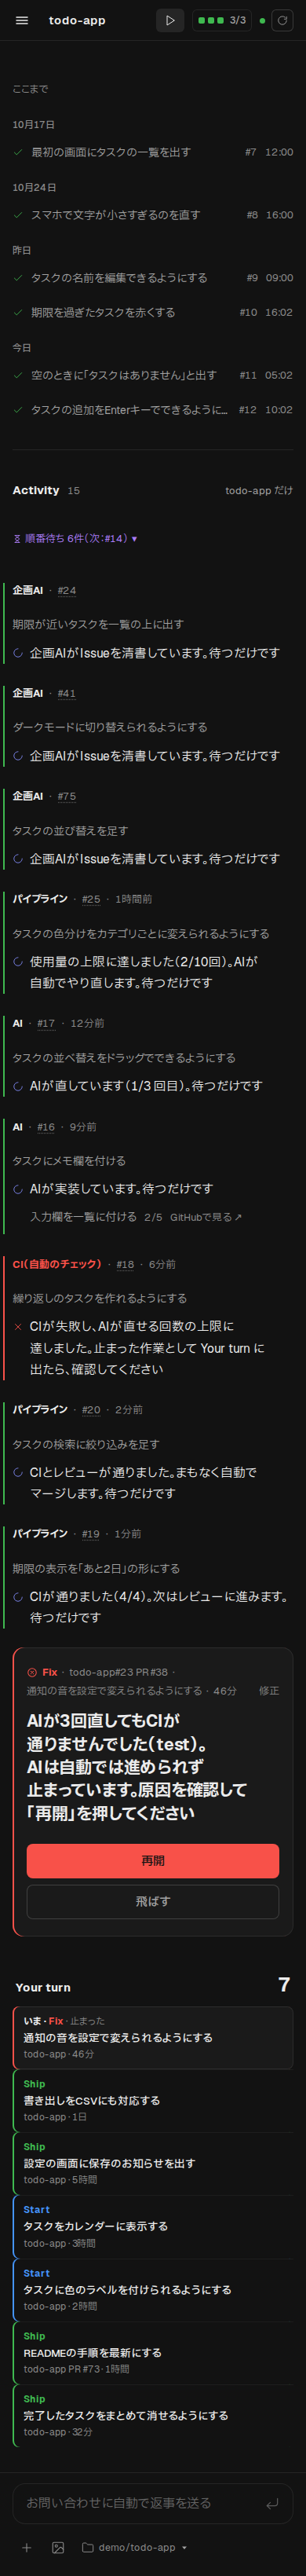 todo-app 3/3
ここまで
10月17日
最初の画面にタスクの一覧を出す #7 12:00
10月24日
スマホで文字が小さすぎるのを直す #8 16:00
昨日
タスクの名前を編集できるようにする #9 09:00
期限を過ぎたタスクを赤くする #10 16:02
今日
空のときに「タスクはありません」と出す #11 05:02
タスクの追加をEnterキーでできるように… #12 10:02
Activity 15 todo-app だけ
順番待ち 6件（次：#14） ▾
企画AI · #24
期限が近いタスクを一覧の上に出す
企画AIがIssueを清書しています。待つだけです
企画AI · #41
ダークモードに切り替えられるようにする
企画AIがIssueを清書しています。待つだけです
企画AI · #75
タスクの並び替えを足す
企画AIがIssueを清書しています。待つだけです
パイプライン · #25 · 1時間前
タスクの色分けをカテゴリごとに変えられるようにする
使用量の上限に達しました（2/10回）。AIが
自動でやり直します。待つだけです
AI · #17 · 12分前
タスクの並べ替えをドラッグでできるようにする
AIが直しています（1/3 回目）。待つだけです
AI · #16 · 9分前
タスクにメモ欄を付ける
AIが実装しています。待つだけです
入力欄を一覧に付ける 2/5 GitHubで見る ↗
CI（自動のチェック） · #18 · 6分前
繰り返しのタスクを作れるようにする
CIが失敗し、AIが直せる回数の上限に
達しました。止まった作業として Your turn に
出たら、確認してください
パイプライン · #20 · 2分前
タスクの検索に絞り込みを足す
CIとレビューが通りました。まもなく自動で
マージします。待つだけです
パイプライン · #19 · 1分前
期限の表示を「あと2日」の形にする
CIが通りました（4/4）。次はレビューに進みます。
待つだけです
Fix · todo-app#23 PR#38 ·
通知の音を設定で変えられるようにする · 46分 修正
AIが3回直してもCIが
通りませんでした（test）。
AIは自動では進められず
止まっています。原因を確認して
「再開」を押してください
再開
飛ばす
Your turn 7
いま · Fix · 止まった
通知の音を設定で変えられるようにする
todo-app · 46分
Ship
書き出しをCSVにも対応する
todo-app · 1日
Ship
設定の画面に保存のお知らせを出す
todo-app · 5時間
Start
タスクをカレンダーに表示する
todo-app · 3時間
Start
タスクに色のラベルを付けられるようにする
todo-app · 2時間
Ship
READMEの手順を最新にする
todo-app PR #73 · 1時間
Ship
完了したタスクをまとめて消せるようにする
todo-app · 32分
お問い合わせに自動で返事を送る
demo/todo-app